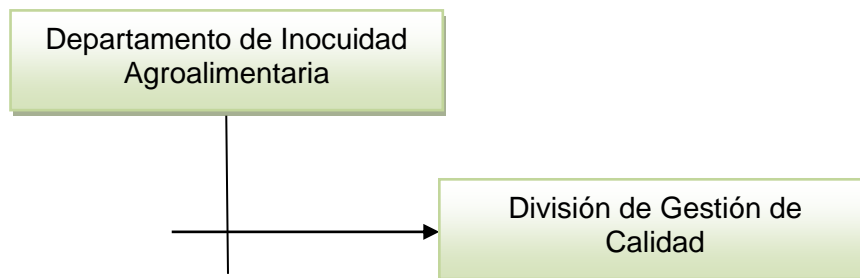 Departamento de Inocuidad
Agroalimentaria
División de Gestión de
Calidad